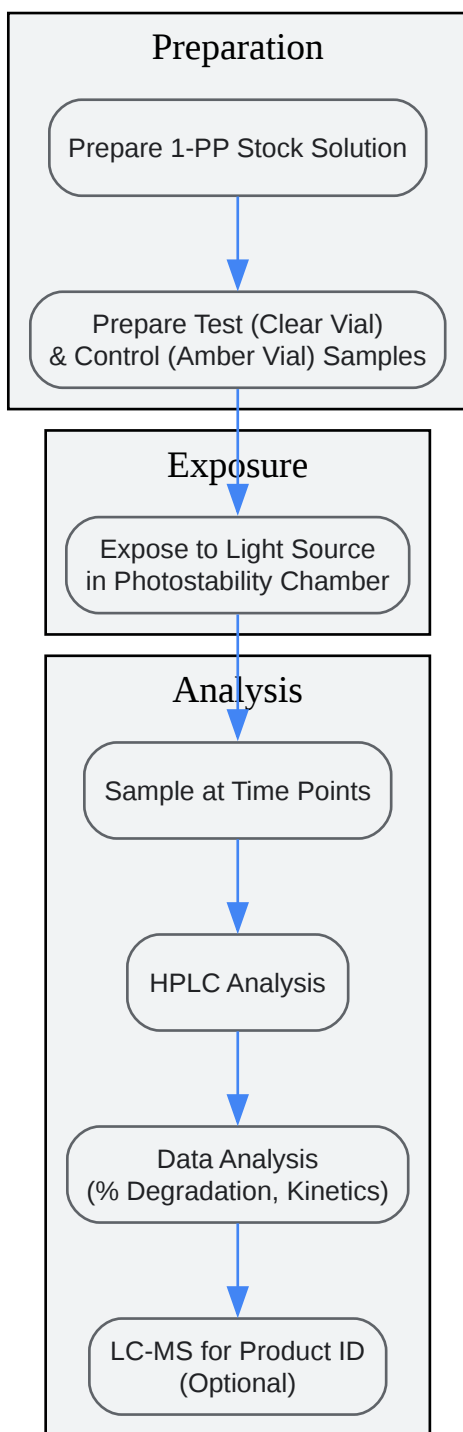 Preparation
Prepare 1-PP Stock Solution
Prepare Test (Clear Vial)
& Control (Amber Vial) Samples
Exposure
Expose to Light Source
in Photostability Chamber
Analysis
Sample at Time Points
HPLC Analysis
Data Analysis
(% Degradation, Kinetics)
LC-MS for Product ID
(Optional)